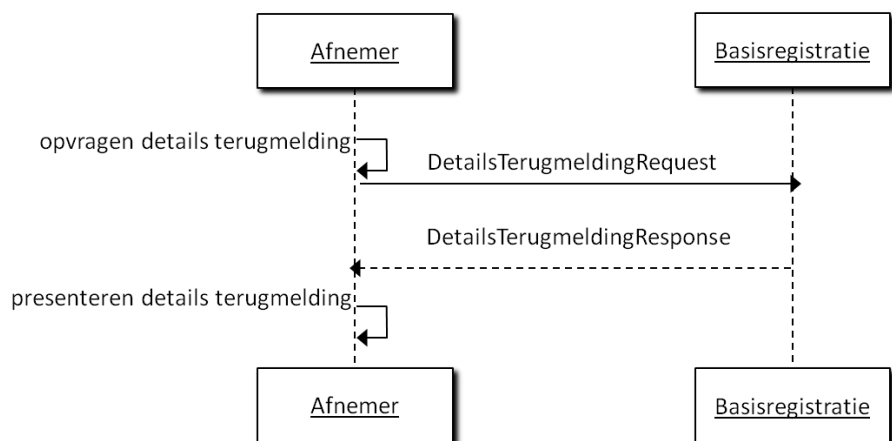 Afnemer
Basisregistratie
opvragen details terugmelding
DetailsTerugmeldingRequest
DetailsTerugmeldingResponse
presenteren details terugmelding
Afnemer
Basisregistratie